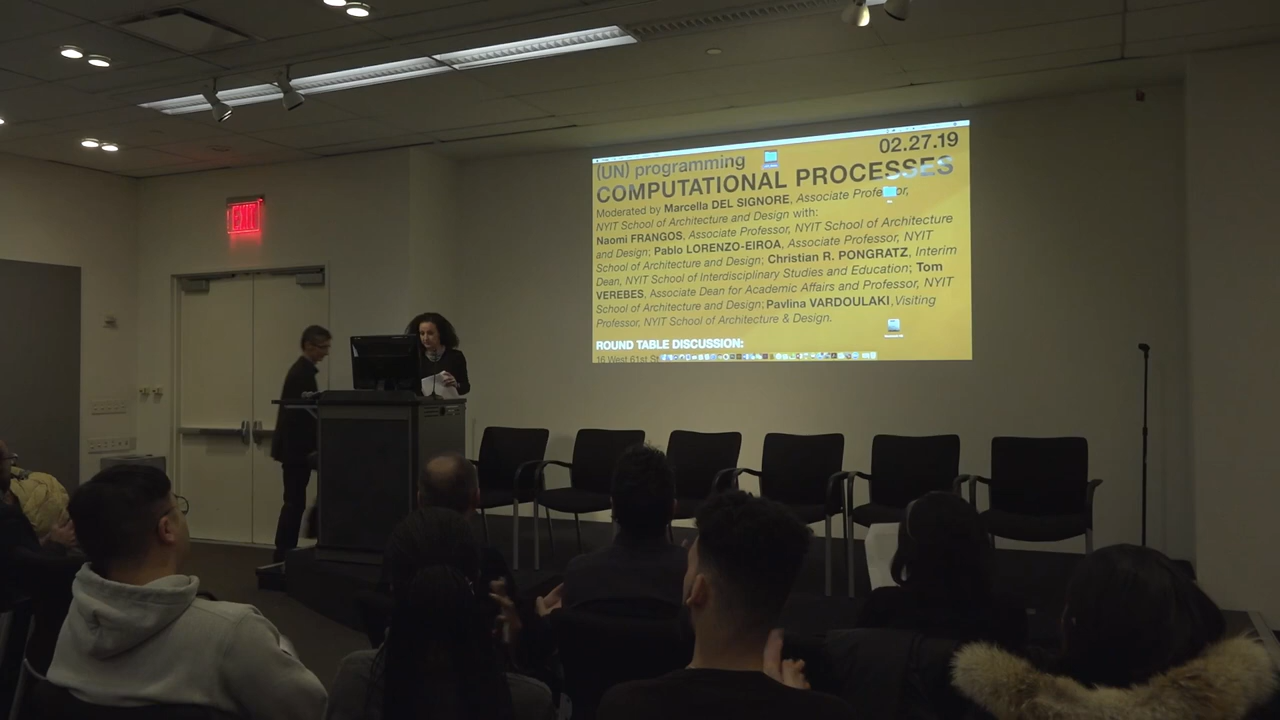 EXIT
02.27.19
(UN) programming
COMPUTATIONAL PROCESSES
Moderated by Marcella DEL SIGNORE, Associate Professor,
NYIT School of Architecture and Design with:
Naomi FRANGOS, Associate Professor, NYIT School of Architecture
and Design; Pablo LORENZO-EIROA, Associate Professor, NYIT
School of Architecture and Design; Christian R. PONGRATZ, Interim
Dean, NYIT School of Interdisciplinary Studies and Education; Tom
VEREBES, Associate Dean for Academic Affairs and Professor, NYIT
School of Architecture and Design; Pavlina VARDOULAKI, Visiting
Professor, NYIT School of Architecture & Design.
ROUND TABLE DISCUSSION:
16 West 61st St